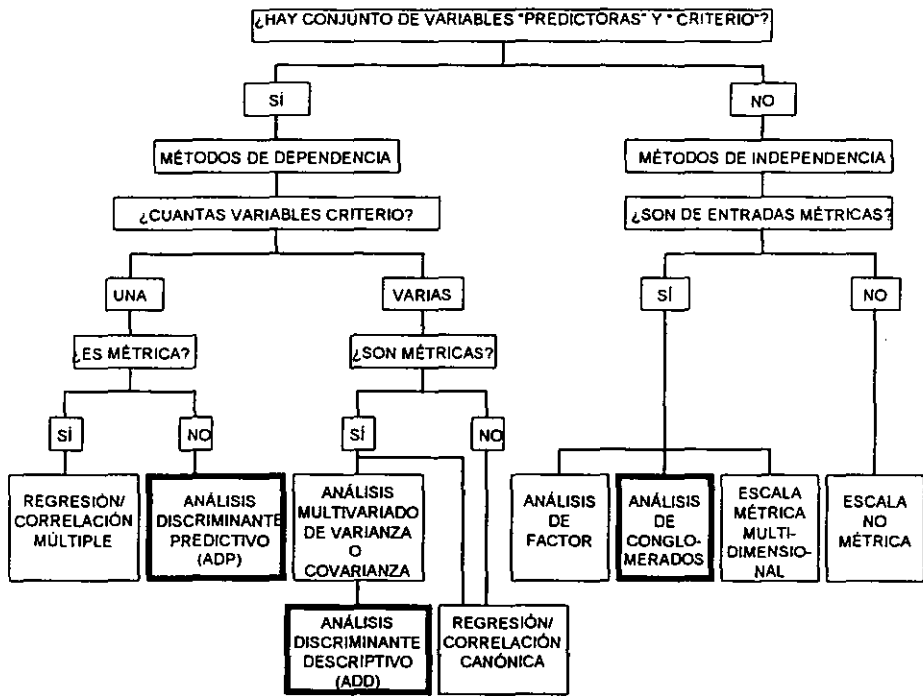 ¿HAY CONJUNTO DE VARIABLES "PREDICTORAS" Y " CRITERIO"?
SÍ
NO
MÉTODOS DE DEPENDENCIA
MÉTODOS DE INDEPENDENCIA
¿CUANTAS VARIABLES CRITERIO?
¿SON DE ENTRADAS MÉTRICAS?
UNA
VARIAS
SÍ
NO
¿ES MÉTRICA?
¿SON MÉTRICAS?
SÍ
NO
SÍ
NO
REGRESIÓN/
CORRELACIÓN
MÚLTIPLE
ANÁLISIS
DISCRIMINANTE
PREDICTIVO
(ADP)
ANÁLISIS
MULTIVARIADO
DE VARIANZA
O
COVARIANZA
ANÁLISIS
DE
FACTOR
ANÁLISIS
DE
CONGLO-
MERADOS
ESCALA
MÉTRICA
MULTI-
DIMENSIO-
NAL
ESCALA
NO
MÉTRICA
ANÁLISIS
DISCRIMINANTE
DESCRIPTIVO
(ADD)
REGRESIÓN/
CORRELACIÓN
CANÓNICA